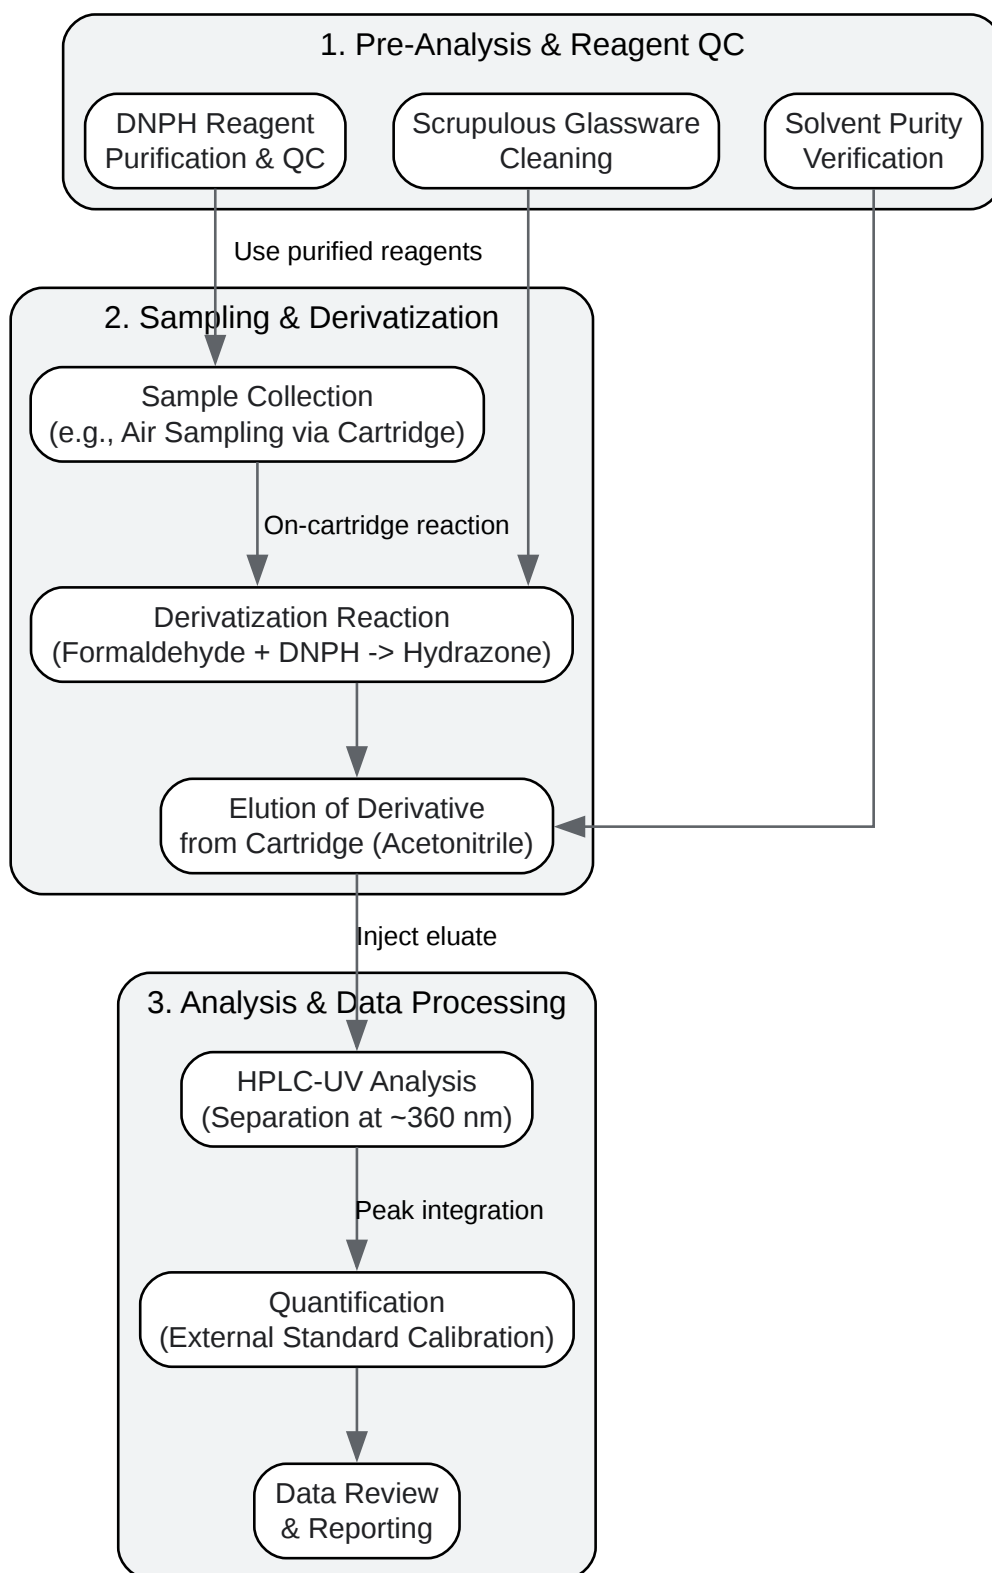 1. Pre-Analysis & Reagent QC
DNPH Reagent
Purification & QC
Scrupulous Glassware
Cleaning
Solvent Purity
Verification
Use purified reagents
2. Sampling & Derivatization
Sample Collection
(e.g., Air Sampling via Cartridge)
On-cartridge reaction
Derivatization Reaction
(Formaldehyde + DNPH -> Hydrazone)
Elution of Derivative
from Cartridge (Acetonitrile)
Inject eluate
3. Analysis & Data Processing
HPLC-UV Analysis
(Separation at ~360 nm)
Peak integration
Quantification
(External Standard Calibration)
Data Review
& Reporting